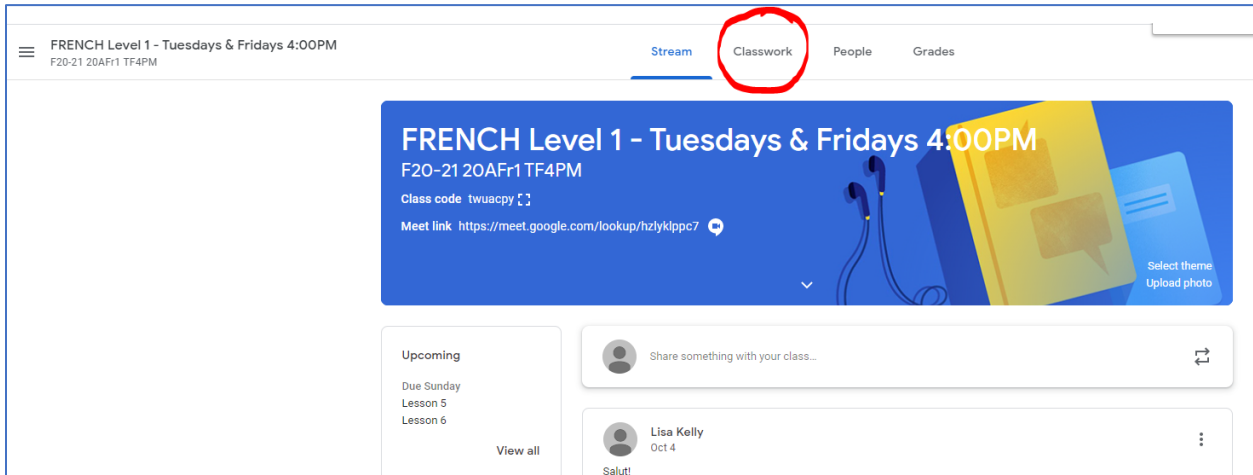 FRENCH Level 1 - Tuesdays & Fridays 4:00PM
F20-21 20AFr1 TF4PM
Stream
Classwork
People
Grades
FRENCH Level 1 - Tuesdays & Fridays 4:00PM
F20-21 20AFr1 TF4PM
Class code twuacpy
Meet link https://meet.google.com/lookup/hzlyklppc7
Select theme
Upload photo
Upcoming
Due Sunday
Lesson 5
Lesson 6
View all
Share something with your class...
Lisa Kelly
Oct 4
Salut!